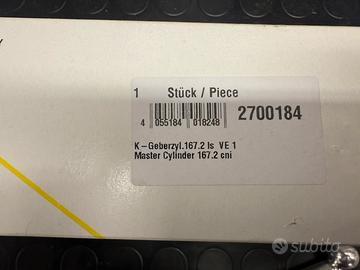 1 Stück / Piece
4 055184 018248
2700184
K-Geberzyl.167.2 ls VE 1
Master Cylinder 167.2 cni
subito